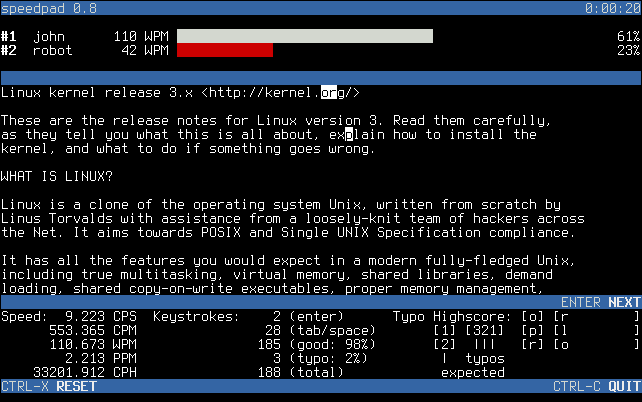 speedpad 0.8 0:00:20
#1 john 110 WPM 61%
#2 robot 42 WPM 23%
Linux kernel release 3.x <http://kernel.org/>
These are the release notes for Linux version 3. Read them carefully,
as they tell you what this is all about, explain how to install the
kernel, and what to do if something goes wrong.
WHAT IS LINUX?
Linux is a clone of the operating system Unix, written from scratch by
Linus Torvalds with assistance from a loosely-knit team of hackers across
the Net. It aims towards POSIX and Single UNIX Specification compliance.
It has all the features you would expect in a modern fully-fledged Unix,
including true multitasking, virtual memory, shared libraries, demand
loading, shared copy-on-write executables, proper memory management,
ENTER NEXT
Speed: 9.223 CPS Keystrokes: 2 (enter) Typo Highscore: [o] [r ]
553.365 CPM 28 (tab/space) [1] [321] [p] [l ]
110.673 WPM 185 (good: 98%) [2] ||| [r] [o ]
2.213 PPM 3 (typo: 2%) | typos
33201.912 CPH 188 (total) expected
CTRL-X RESET CTRL-C QUIT